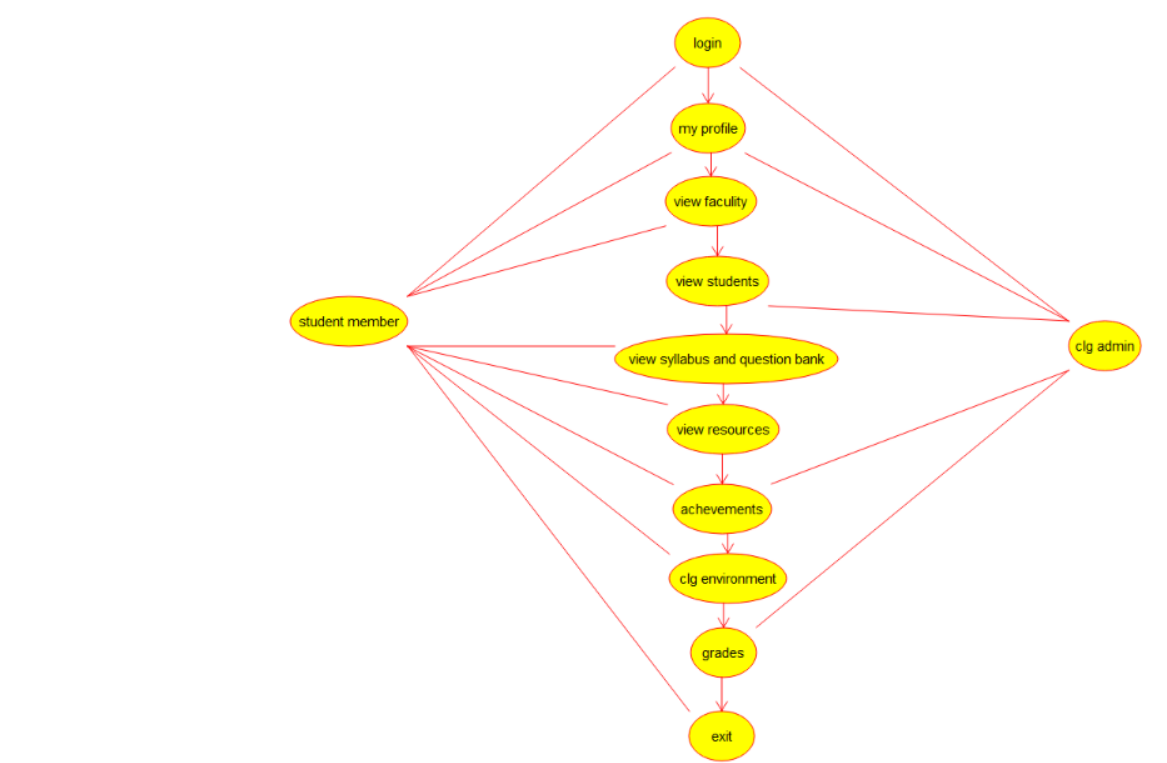 login
my profile
view faculity
view students
student member
clg admin
view syllabus and question bank
view resources
achevements
clg environment
grades
exit